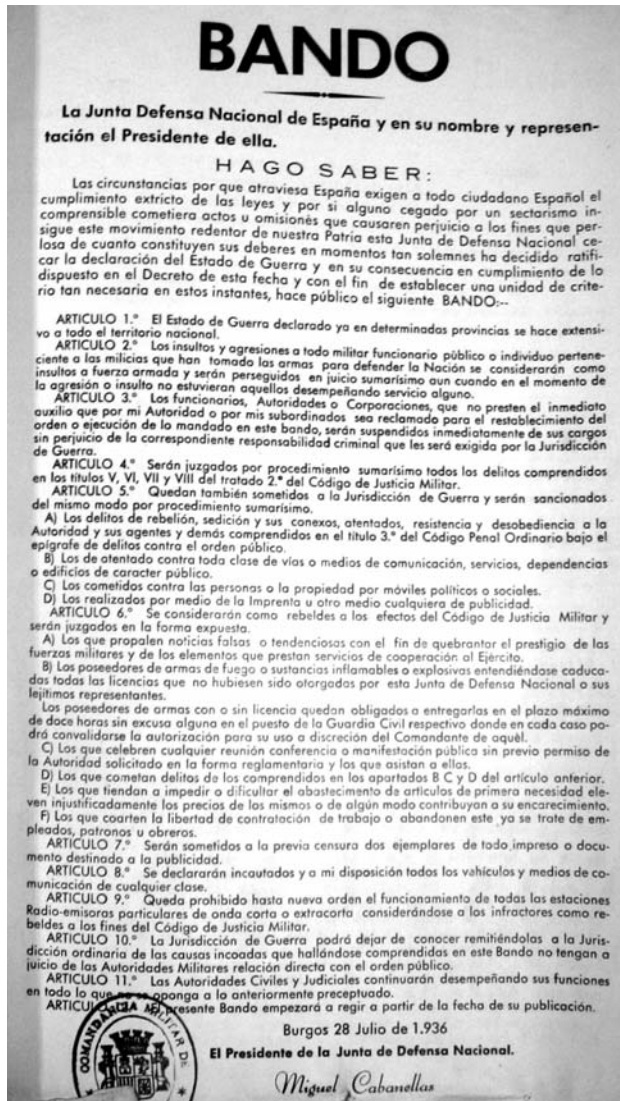 BANDO
La Junta Defensa Nacional de España y en su nombre y represen-
tación el Presidente de ella.
HAGO SABER:
Las circunstancias por que atraviesa España exigen a todo ciudadano Español el
cumplimiento extricto de las leyes y por si alguno cegado por un sectarismo in-
comprensible cometiera actos u omisiónes que causaren perjuicio a los fines que per-
sigue este movimiento redentor de nuestra Patria esta Junta de Defensa Nacional ce-
losa de cuanto constituyen sus deberes en momentos tan solemnes ha decidido ratifi-
car la declaración del Estado de Guerra y en su consecuencia en cumplimiento de lo
dispuesto en el Decreto de esta fecha y con el fin de establecer una unidad de crite-
rio tan necesaria en estos instantes, hace público el siguiente BANDO:--
ARTICULO 1.º El Estado de Guerra declarado ya en determinadas provincias se hace extensi-
vo a todo el territorio nacional.
ARTICULO 2.º Los insultos y agresiones a todo militar funcionario público o individuo pertene-
ciente a las milicias que han tomado las armas para defender la Nación se considerarán como
insultos a fuerza armada y serán perseguidos en juicio sumarísimo aun cuando en el momento de
la agresión o insulto no estuvieran aquellos desempeñando servicio alguno.
ARTICULO 3.º Los funcionarios, Autoridades o Corporaciones, que no presten el inmediato
auxilio que por mi Autoridad o por mis subordinados sea reclamado para el restablecimiento del
orden o ejecución de lo mandado en este bando, serán suspendidos inmediatamente de sus cargos
sin perjuicio de la correspondiente responsabilidad criminal que les será exigida por la Jurisdicción
de Guerra.
ARTICULO 4.º Serán juzgados por procedimiento sumarísimo todos los delitos comprendidos
en los títulos V, VI, VII y VIII del tratado 2.º del Código de Justicia Militar.
ARTICULO 5.º Quedan también sometidos a la Jurisdicción de Guerra y serán sancionados
del mismo modo por procedimiento sumarísimo.
A) Los delitos de rebelión, sedición y sus conexos, atentados, resistencia y desobediencia a la
Autoridad y sus agentes y demás comprendidos en el título 3.º del Código Penal Ordinario bajo el
epígrafe de delitos contra el orden público.
B) Los de atentado contra toda clase de vías o medios de comunicación, servicios, dependencias
o edificios de caracter público.
C) Los cometidos contra las personas o la propiedad por móviles políticos o sociales.
D) Los realizados por medio de la Imprenta u otro medio cualquiera de publicidad.
ARTICULO 6.º Se considerarán como rebeldes a los efectos del Código de Justicia Militar y
serán juzgados en la forma expuesta.
A) Los que propalen noticias falsas o tendenciosas con el fin de quebrantar el prestigio de las
fuerzas militares y de los elementos que prestan servicios de cooperación al Ejército.
B) Los poseedores de armas de fuego o sustancias inflamables o explosivas entendiéndose caduca-
das todas las licencias que no hubiesen sido otorgadas por esta Junta de Defensa Nacional o sus
lejitimos representantes.
Los poseedores de armas con o sin licencia quedan obligados a entregarlas en el plazo máximo
de doce horas sin excusa alguna en el puesto de la Guardia Civil respectivo donde en cada caso po-
drá convalidarse la autorización para su uso a discreción del Comandante de aquèl.
C) Los que celebren cualquier reunión conferencia o manifestación pública sin previo permiso de
la Autoridad solicitado en la forma reglamentaria y los que asistan a ellas.
D) Los que cometan delitos de los comprendidos en los apartados B C y D del artículo anterior.
E) Los que tiendan a impedir o dificultar el abastecimiento de artículos de primera necesidad ele-
ven injustificadamente los precios de los mismos o de algún modo contribuyan a su encarecimiento.
F) Los que coarten la libertad de contratación de trabajo o abandonen este ya se trate de em-
pleados, patronos u obreros.
ARTICULO 7.º Serán sometidos a la previa censura dos ejemplares de todo impreso o docu-
mento destinado a la publicidad.
ARTICULO 8.º Se declararán incautados y a mi disposición todos los vahículos y medios de co-
municación de cualquier clase.
ARTICULO 9.º Queda prohibido hasta nueva orden el funcionamiento de todas las estaciones
Radio-emisoras particulares de onda corta o extracorta considerándose a los infractores como re-
beldes a los fines del Código de Justicia Militar.
ARTICULO 10.º La Jurisdicción de Guerra podrá dejar de conocer remitiéndolas a la Juris-
dicción ordinaria de las causas incoadas que hallándose comprendidas en este Bando no tengan a
juicio de las Autoridades Militares relación directa con el orden público.
ARTICULO 11.º Las Autoridades Civiles y Judiciales continuarán desempeñando sus funciones
en todo lo que no se oponga a lo anteriormente preceptuado.
ARTICULO presente Bando empezará a regir a partir de la fecha de su publicación.
COMANDANCIA MILITAR DE
Burgos 28 Julio de 1.936
El Presidente de la Junta de Defensa Nacional.
Miguel Cabanellas